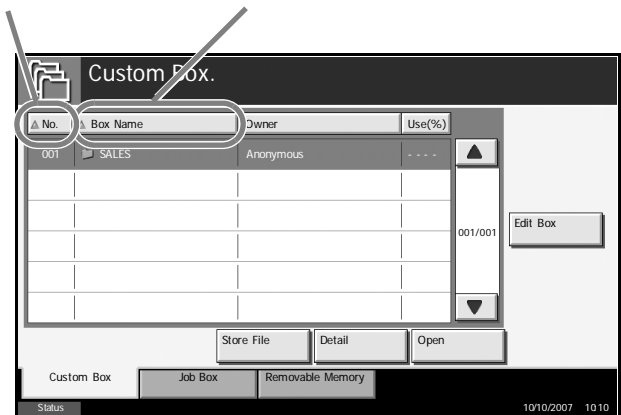 Custom Box.
No. Box Name Owner Use(%)
001 SALES Anonymous - - - -
001/001
Edit Box
Store File Detail Open
Custom Box Job Box Removable Memory
Status 10/10/2007 10:10